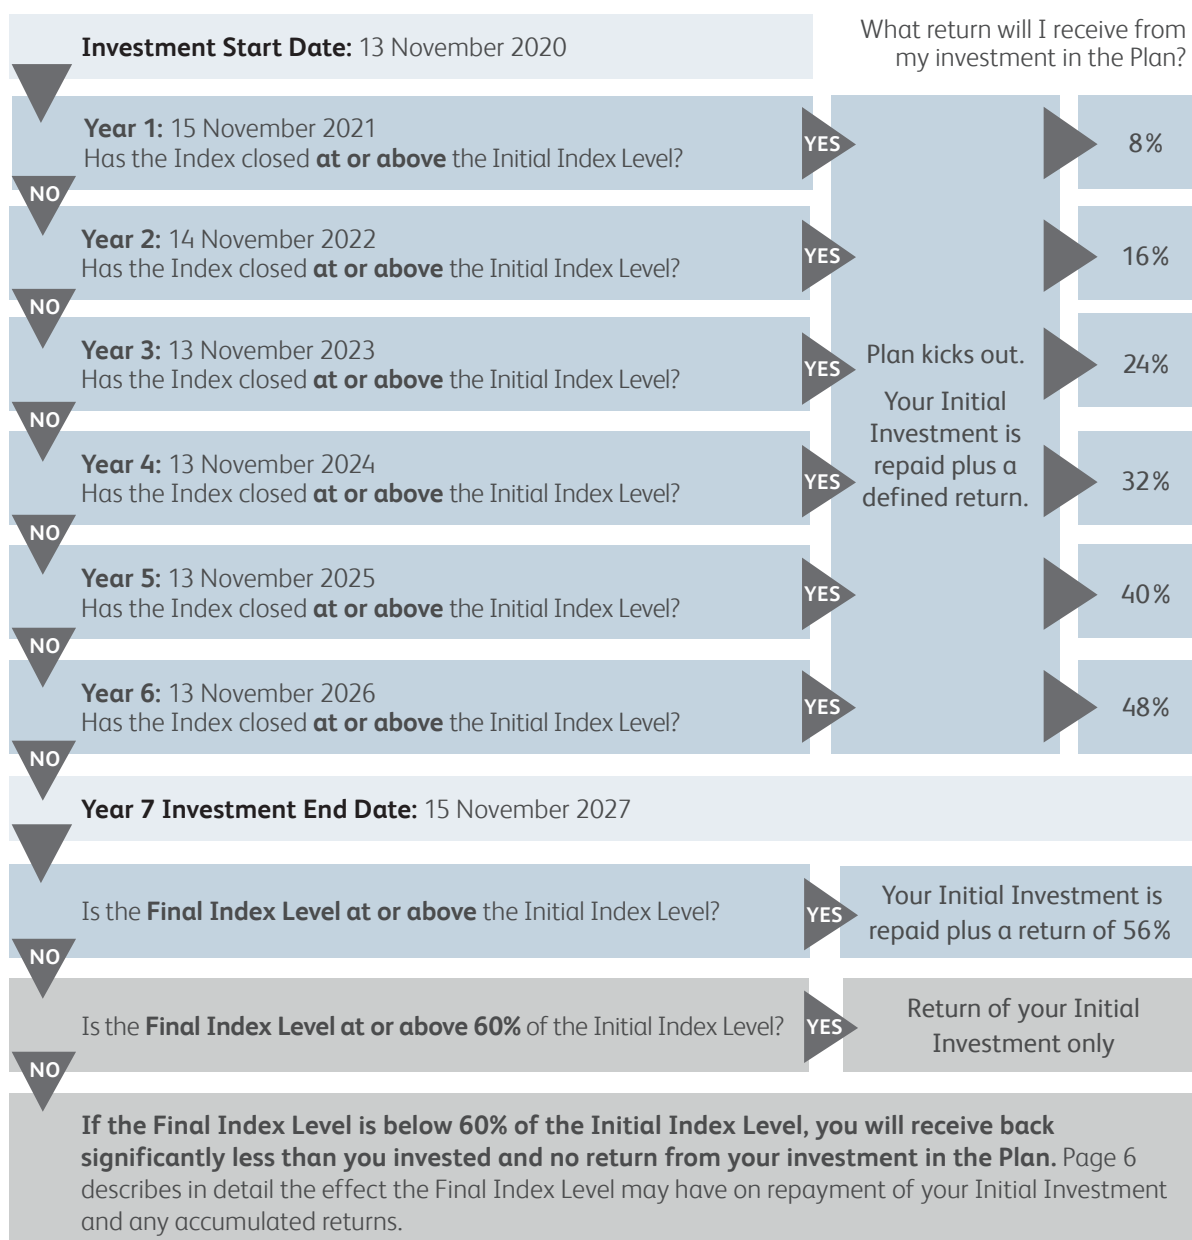 Investment Start Date: 13 November 2020
What return will I receive from
my investment in the Plan?
Year 1: 15 November 2021
Has the Index closed at or above the Initial Index Level?
YES
8%
NO
Year 2: 14 November 2022
Has the Index closed at or above the Initial Index Level?
YES
16%
NO
Year 3: 13 November 2023
Has the Index closed at or above the Initial Index Level?
YES
Plan kicks out.
Your Initial
Investment is
repaid plus a
defined return.
24%
NO
Year 4: 13 November 2024
Has the Index closed at or above the Initial Index Level?
YES
32%
NO
Year 5: 13 November 2025
Has the Index closed at or above the Initial Index Level?
YES
40%
NO
Year 6: 13 November 2026
Has the Index closed at or above the Initial Index Level?
YES
48%
NO
Year 7 Investment End Date: 15 November 2027
Is the Final Index Level at or above the Initial Index Level?
YES
Your Initial Investment is
repaid plus a return of 56%
NO
Is the Final Index Level at or above 60% of the Initial Index Level?
YES
Return of your Initial
Investment only
NO
If the Final Index Level is below 60% of the Initial Index Level, you will receive back
significantly less than you invested and no return from your investment in the Plan. Page 6
describes in detail the effect the Final Index Level may have on repayment of your Initial Investment
and any accumulated returns.